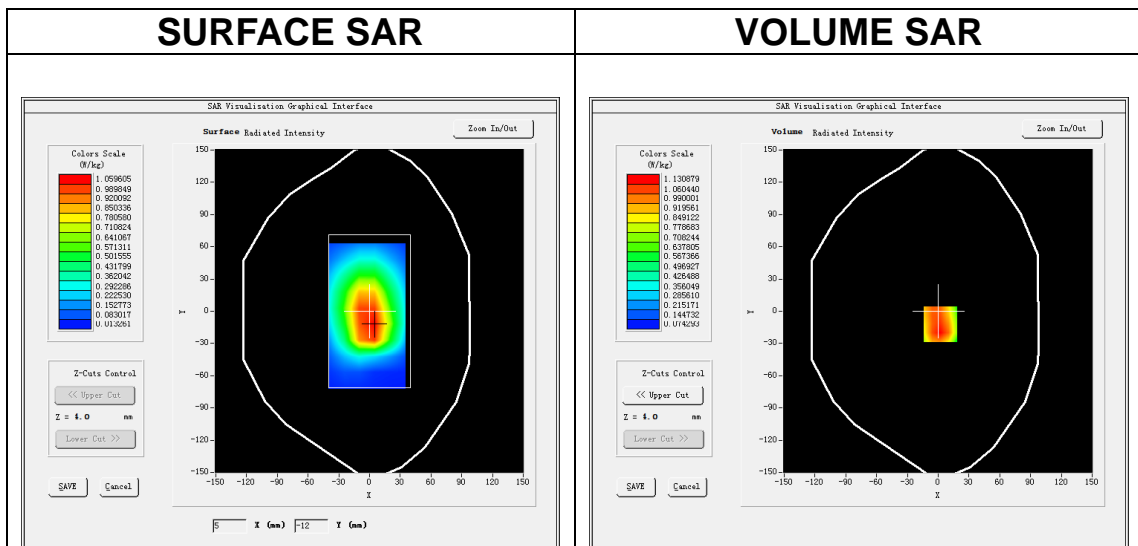 SURFACE SAR
VOLUME SAR
SAR Visualisation Graphical Interface
Surface Radiated Intensity
Zoom In/Out
Colors Scale
(W/kg)
1.059605
0.989849
0.920092
0.850336
0.780580
0.710824
0.641067
0.571311
0.501555
0.431799
0.362042
0.292286
0.222530
0.152773
0.083017
0.013261
150
120
90
60
30
0
-30
-60
-90
-120
-150
Y
-150 -120 -90 -60 -30 0 30 60 90 120 150
X
Z-Cuts Control
<< Upper Cut
Z = 4.0 mm
Lower Cut >>
SAVE Cancel
5 X (mm) -12 Y (mm)
SAR Visualisation Graphical Interface
Volume Radiated Intensity
Zoom In/Out
Colors Scale
(W/kg)
1.130879
1.060440
0.990001
0.919561
0.849122
0.778683
0.708244
0.637805
0.567366
0.496927
0.426488
0.356049
0.285610
0.215171
0.144732
0.074293
150
120
90
60
30
0
-30
-60
-90
-120
-150
Y
-150 -120 -90 -60 -30 0 30 60 90 120 150
X
Z-Cuts Control
<< Upper Cut
Z = 4.0 mm
Lower Cut >>
SAVE Cancel